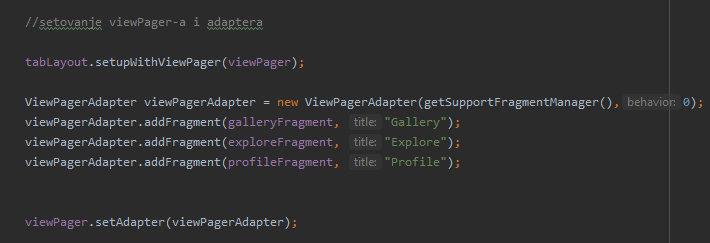 //setovanje viewPager-a i adaptera
tabLayout.setupWithViewPager(viewPager);
ViewPagerAdapter viewPagerAdapter = new ViewPagerAdapter(getSupportFragmentManager(), behavior: 0);
viewPagerAdapter.addFragment(galleryFragment, title: "Gallery");
viewPagerAdapter.addFragment(exploreFragment, title: "Explore");
viewPagerAdapter.addFragment(profileFragment, title: "Profile");
viewPager.setAdapter(viewPagerAdapter);